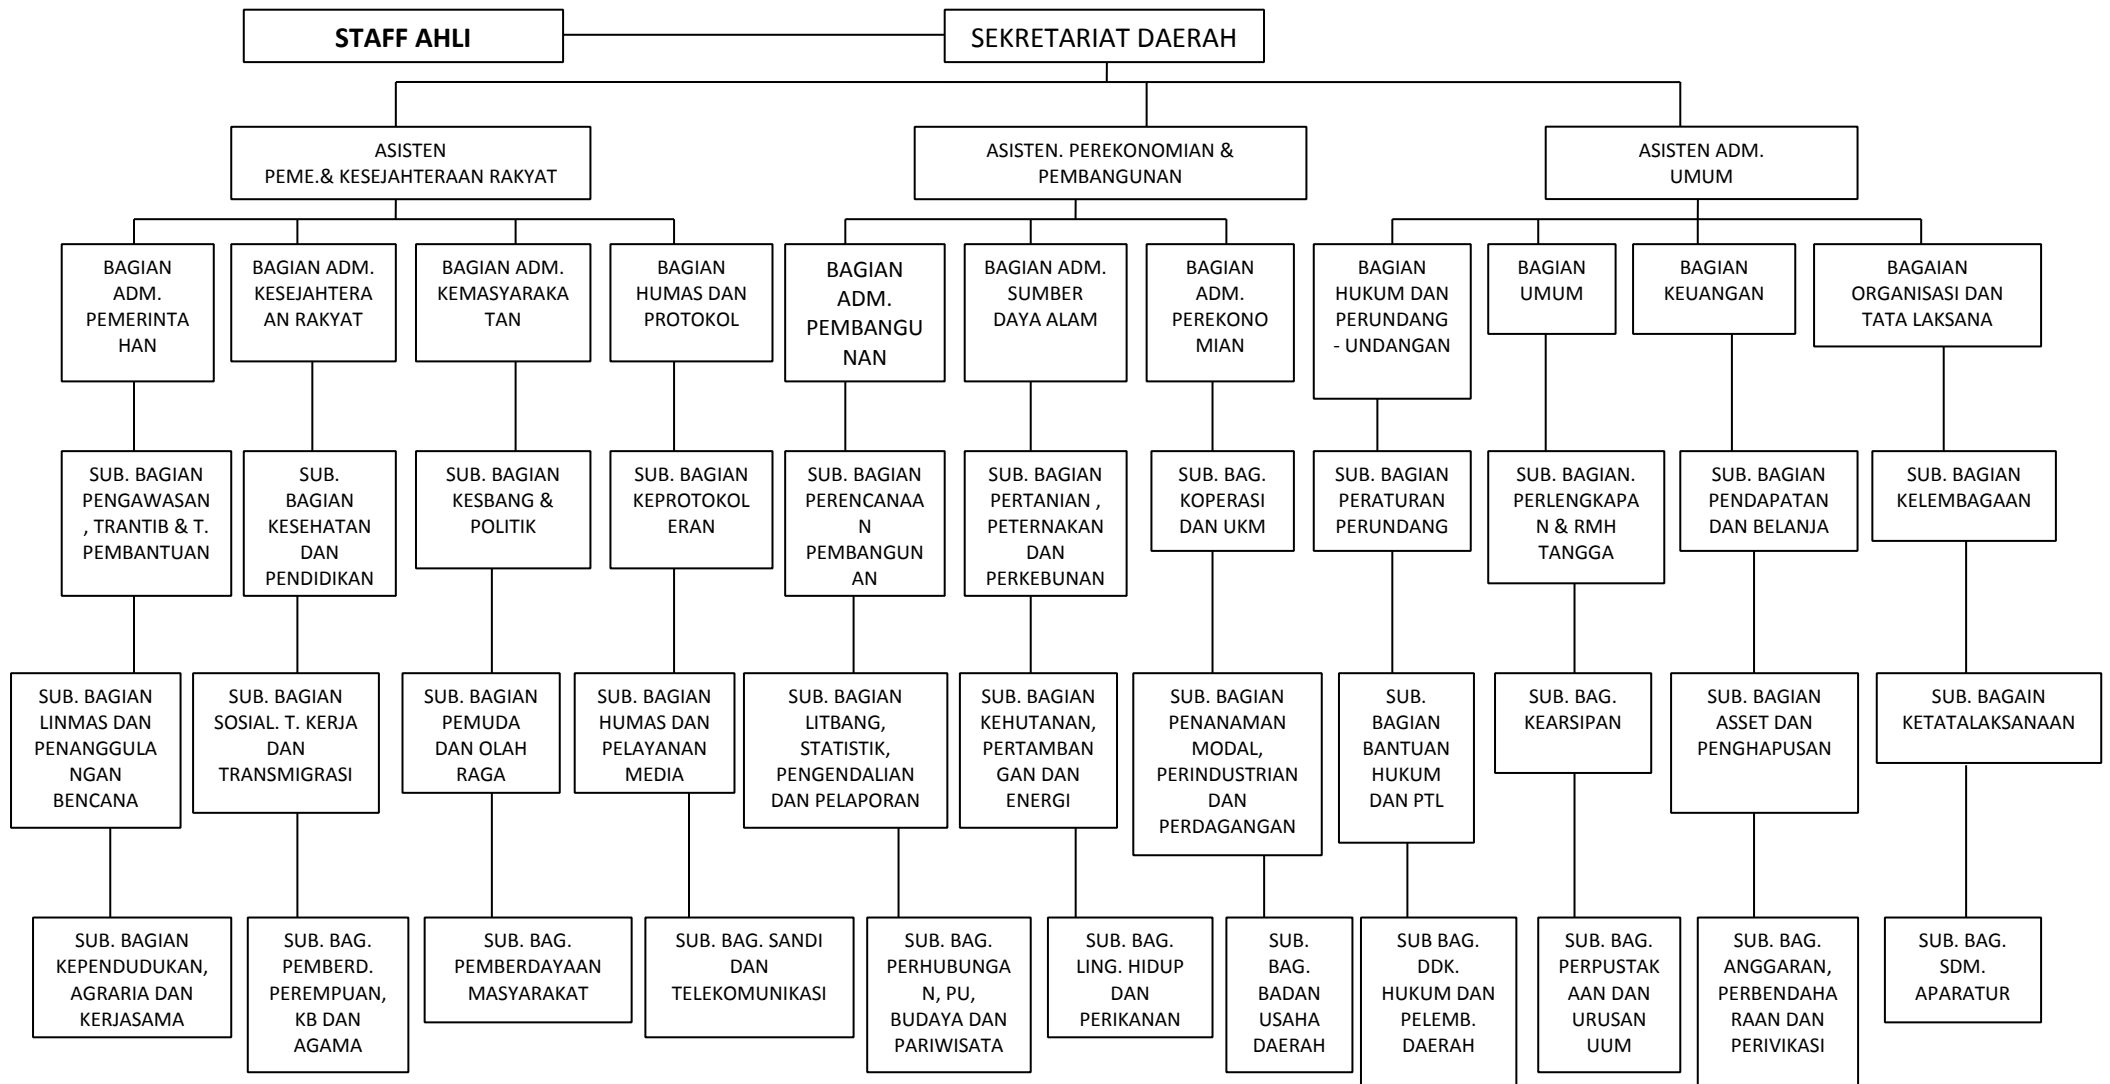 STAFF AHLI
SEKRETARIAT DAERAH
ASISTEN
PEME.& KESEJAHTERAAN RAKYAT
ASISTEN. PEREKONOMIAN &
PEMBANGUNAN
ASISTEN ADM.
UMUM
BAGIAN
ADM.
PEMERINTA
HAN
BAGIAN ADM.
KESEJAHTERA
AN RAKYAT
BAGIAN ADM.
KEMASYARAKA
TAN
BAGIAN
HUMAS DAN
PROTOKOL
BAGIAN
ADM.
PEMBANGU
NAN
BAGIAN ADM.
SUMBER
DAYA ALAM
BAGIAN
ADM.
PEREKONO
MIAN
BAGIAN
HUKUM DAN
PERUNDANG
- UNDANGAN
BAGIAN
UMUM
BAGIAN
KEUANGAN
BAGAIAN
ORGANISASI DAN
TATA LAKSANA
SUB. BAGIAN
PENGAWASAN
, TRANTIB & T.
PEMBANTUAN
SUB.
BAGIAN
KESEHATAN
DAN
PENDIDIKAN
SUB. BAGIAN
KESBANG &
POLITIK
SUB. BAGIAN
KEPROTOKOL
ERAN
SUB. BAGIAN
PERENCANAA
N
PEMBANGUN
AN
SUB. BAGIAN
PERTANIAN ,
PETERNAKAN
DAN
PERKEBUNAN
SUB. BAG.
KOPERASI
DAN UKM
SUB. BAGIAN
PERATURAN
PERUNDANG
SUB. BAGIAN.
PERLENGKAPA
N & RMH
TANGGA
SUB. BAGIAN
PENDAPATAN
DAN BELANJA
SUB. BAGIAN
KELEMBAGAAN
SUB. BAGIAN
LINMAS DAN
PENANGGULA
NGAN
BENCANA
SUB. BAGIAN
SOSIAL. T. KERJA
DAN
TRANSMIGRASI
SUB. BAGIAN
PEMUDA
DAN OLAH
RAGA
SUB. BAGIAN
HUMAS DAN
PELAYANAN
MEDIA
SUB. BAGIAN
LITBANG,
STATISTIK,
PENGENDALIAN
DAN PELAPORAN
SUB. BAGIAN
KEHUTANAN,
PERTAMBAN
GAN DAN
ENERGI
SUB. BAGIAN
PENANAMAN
MODAL,
PERINDUSTRIAN
DAN
PERDAGANGAN
SUB.
BAGIAN
BANTUAN
HUKUM
DAN PTL
SUB. BAG.
KEARSIPAN
SUB. BAGIAN
ASSET DAN
PENGHAPUSAN
SUB. BAGAIN
KETATALAKSANAAN
SUB. BAGIAN
KEPENDUDUKAN,
AGRARIA DAN
KERJASAMA
SUB. BAG.
PEMBERD.
PEREMPUAN,
KB DAN
AGAMA
SUB. BAG.
PEMBERDAYAAN
MASYARAKAT
SUB. BAG. SANDI
DAN
TELEKOMUNIKASI
SUB. BAG.
PERHUBUNGA
N, PU,
BUDAYA DAN
PARIWISATA
SUB. BAG.
LING. HIDUP
DAN
PERIKANAN
SUB.
BAG.
BADAN
USAHA
DAERAH
SUB BAG.
DDK.
HUKUM DAN
PELEMB.
DAERAH
SUB. BAG.
PERPUSTAK
AAN DAN
URUSAN
UUM
SUB. BAG.
ANGGARAN,
PERBENDAHA
RAAN DAN
PERIVIKASI
SUB. BAG.
SDM.
APARATUR